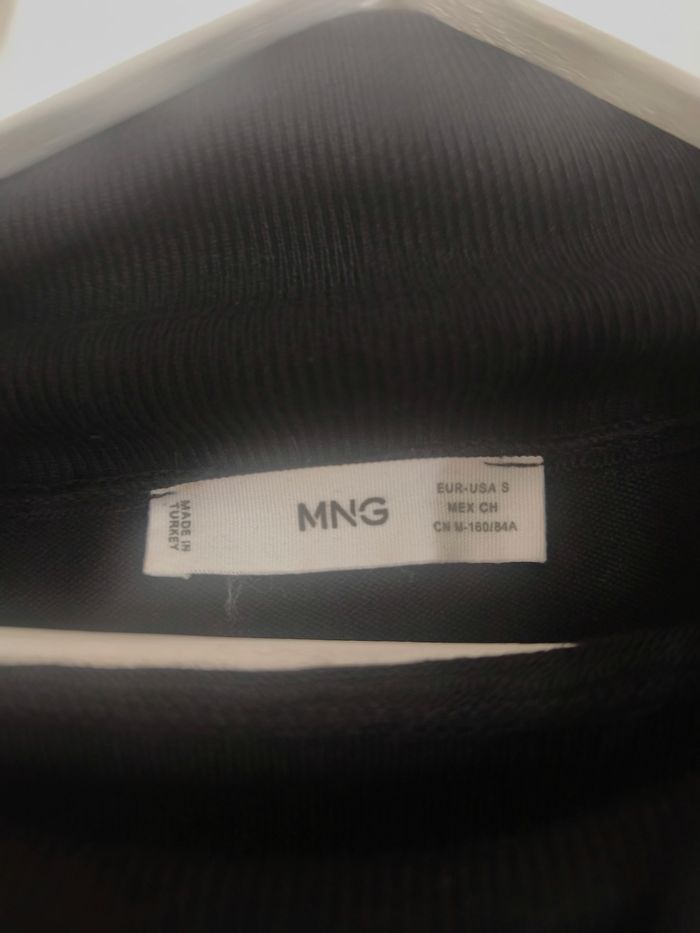 MADE IN
TURKEY
MNG
EUR-USA S
MEX CH
CN M-160/84A